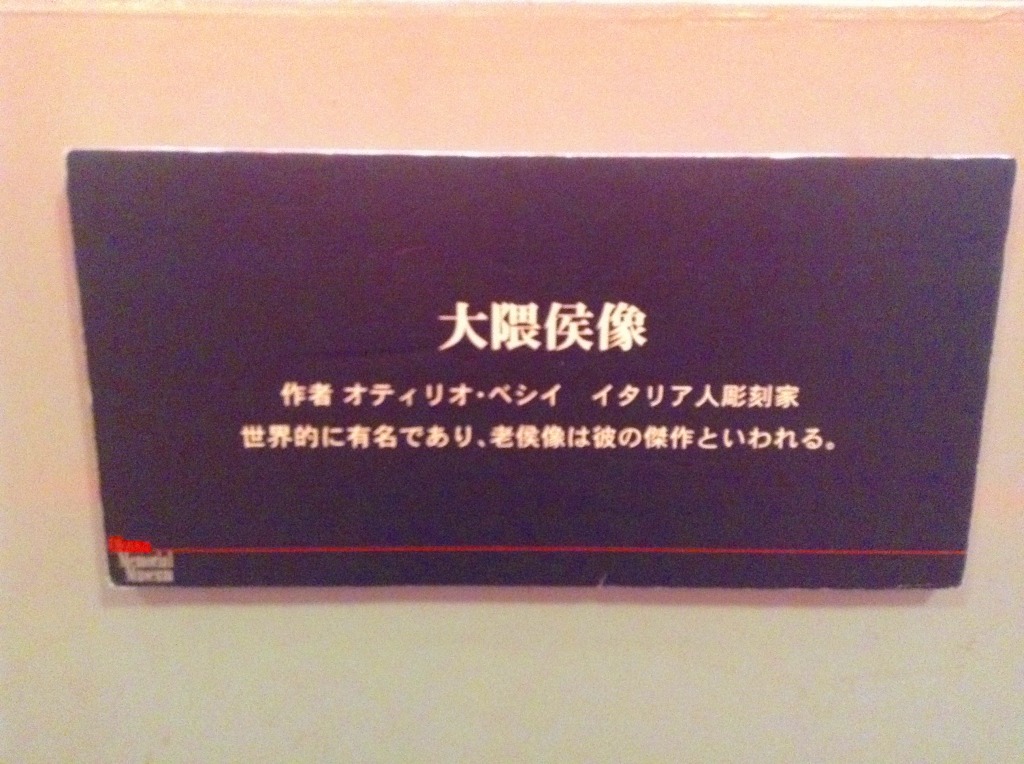 大隈侯像
作者 オティリオ・ペシイ　イタリア人彫刻家
世界的に有名であり、老侯像は彼の傑作といわれる。